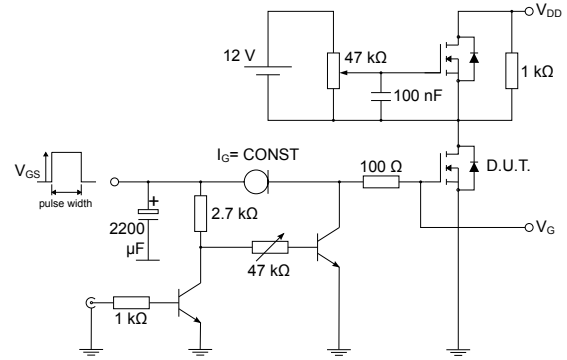 V_DD
12 V
47 kΩ
1 kΩ
100 nF
I_G= CONST
100 Ω
D.U.T.
V_GS
pulse width
+
2200
μF
2.7 kΩ
V_G
47 kΩ
1 kΩ